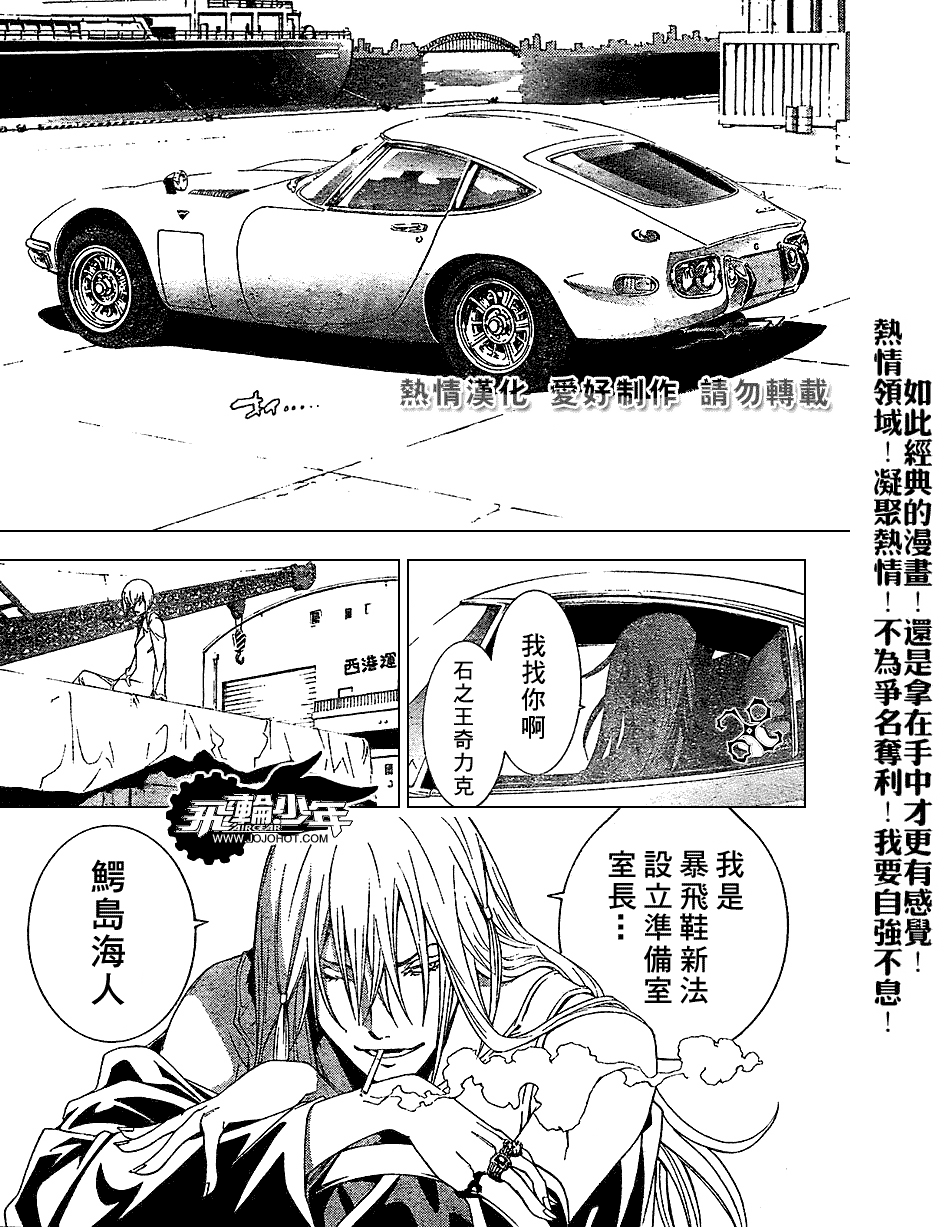 キィ・・・・・
熱情漢化 愛好制作 請勿轉載
我找你啊
石之王奇力克
西港運
國
飛輪少年
AIRGEAR
WWW.JOJOHOT.COM
我是
暴飛鞋新法
設立準備室
室長…
鰐島海人
如此經典的漫畫！還是拿在手中才更有感覺！
熱情領域！凝聚熱情！不為爭名奪利！我要自強不息！